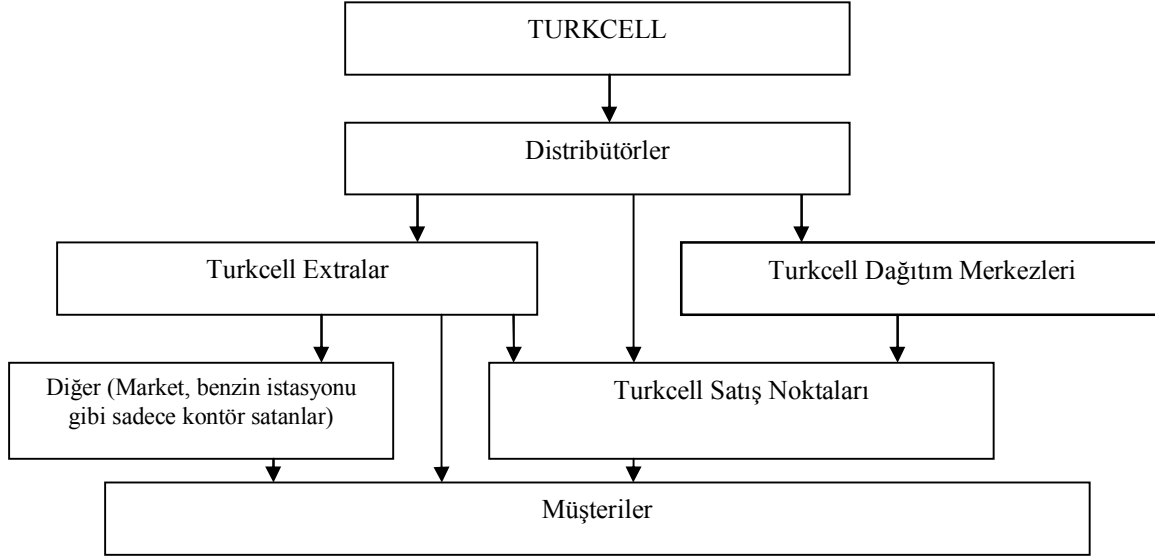 TURKCELL
Distribütörler
Turkcell Extralar
Turkcell Dağıtım Merkezleri
Diğer (Market, benzin istasyonu
gibi sadece kontör satanlar)
Turkcell Satış Noktaları
Müşteriler